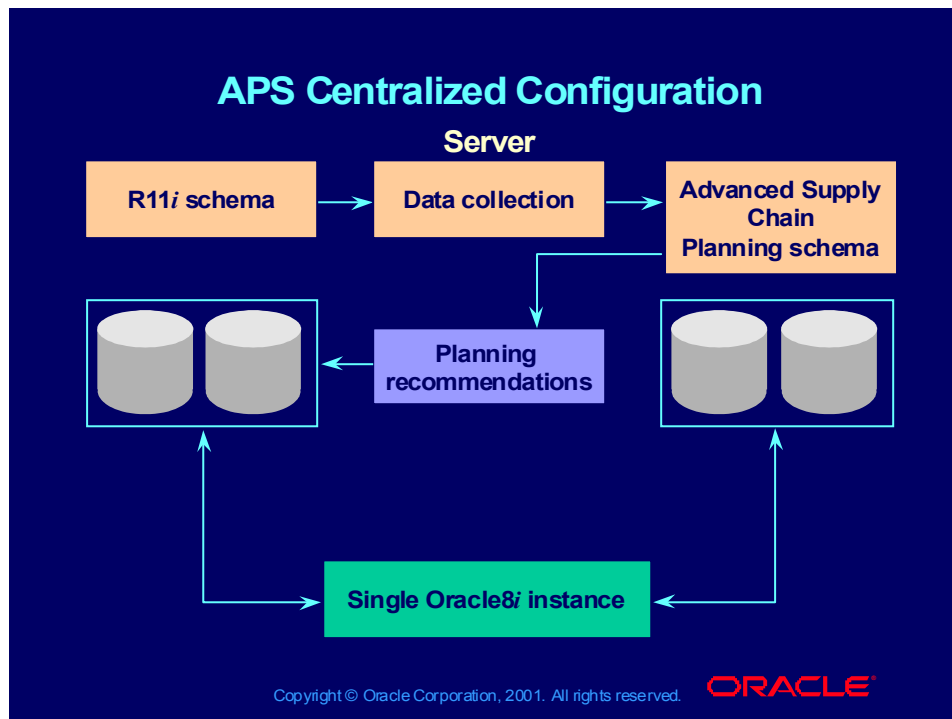 APS Centralized Configuration
Server
R11i schema
Data collection
Advanced Supply
Chain
Planning schema
Planning
recommendations
Single Oracle8i instance
Copyright © Oracle Corporation, 2001. All rights reserved.
ORACLE®